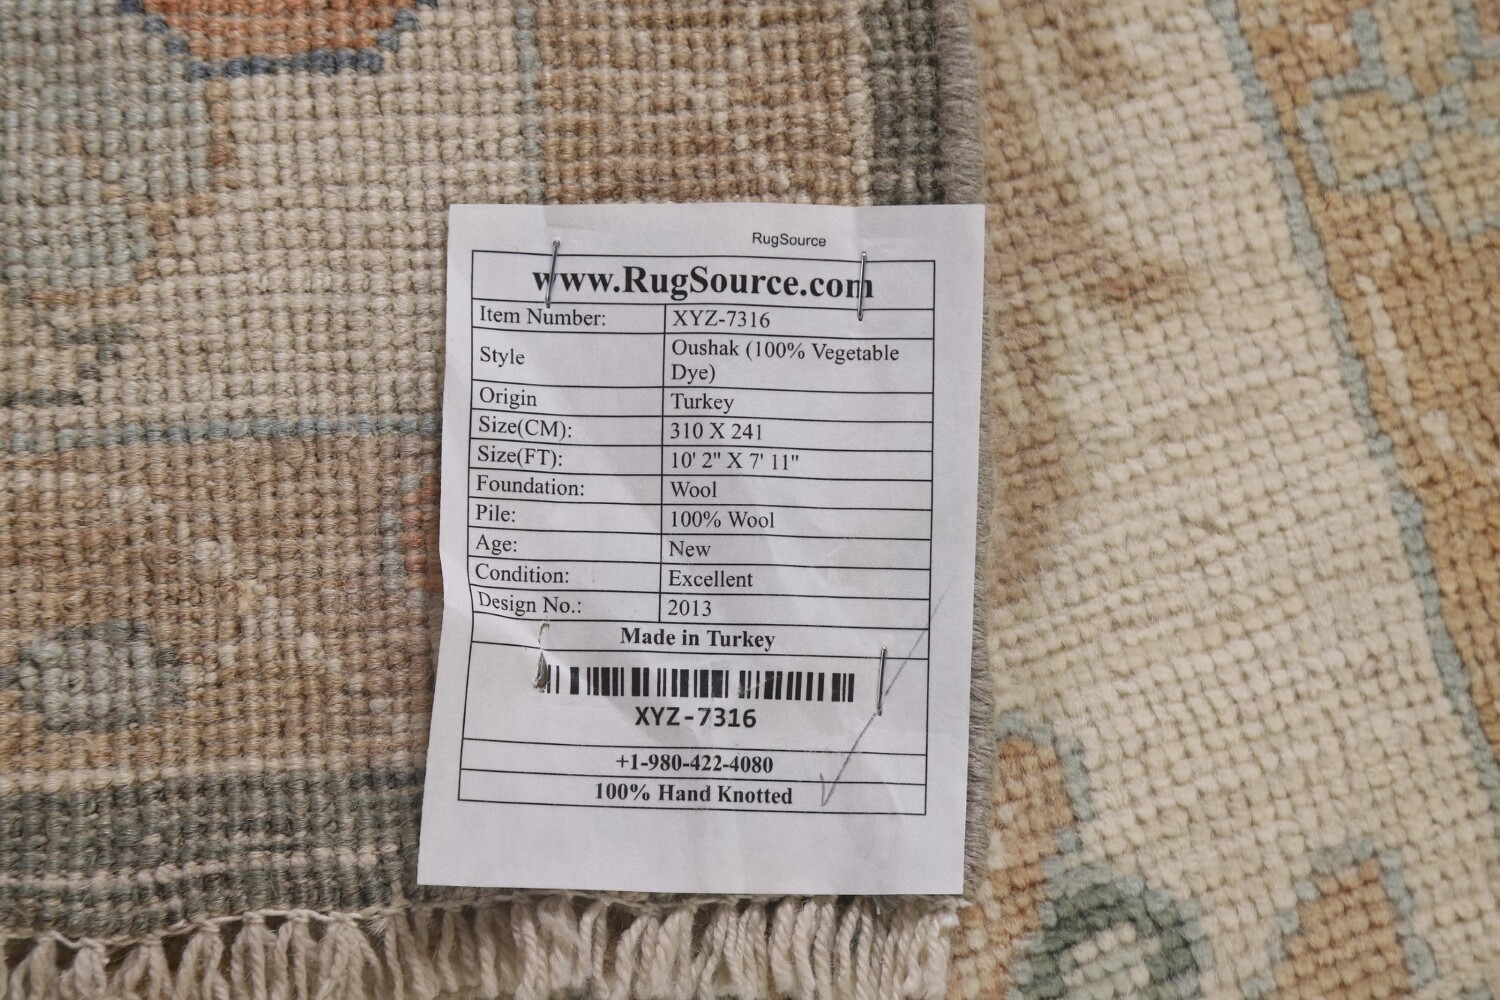 RugSource
www.RugSource.com
Item Number: XYZ-7316
Style Oushak (100% Vegetable
Dye)
Origin Turkey
Size(CM): 310 X 241
Size(FT): 10' 2" X 7' 11"
Foundation: Wool
Pile: 100% Wool
Age: New
Condition: Excellent
Design No.: 2013
Made in Turkey
XYZ-7316
+1-980-422-4080
100% Hand Knotted